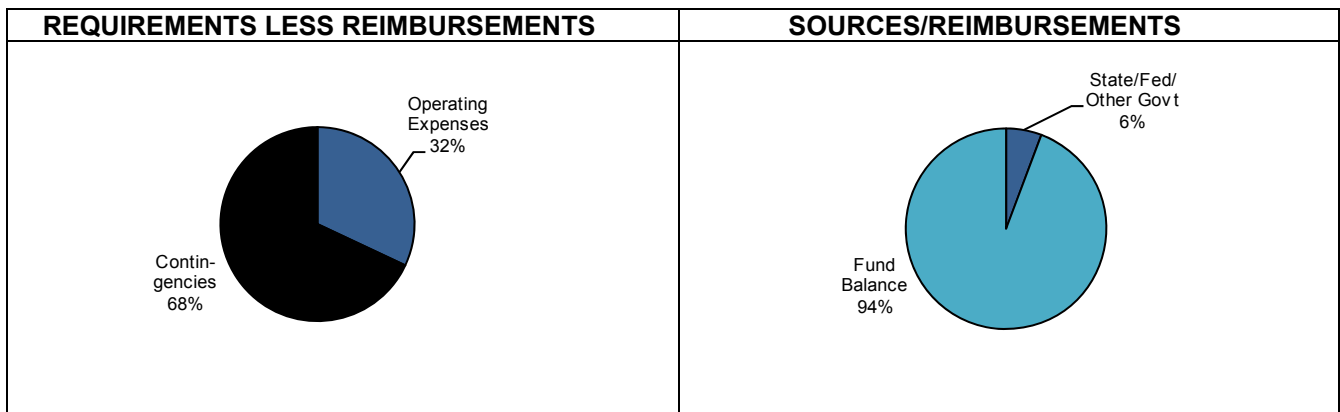 REQUIREMENTS LESS REIMBURSEMENTS
Operating
Expenses
32%
Contin-
gencies
68%
SOURCES/REIMBURSEMENTS
State/Fed/
Other Govt
6%
Fund
Balance
94%